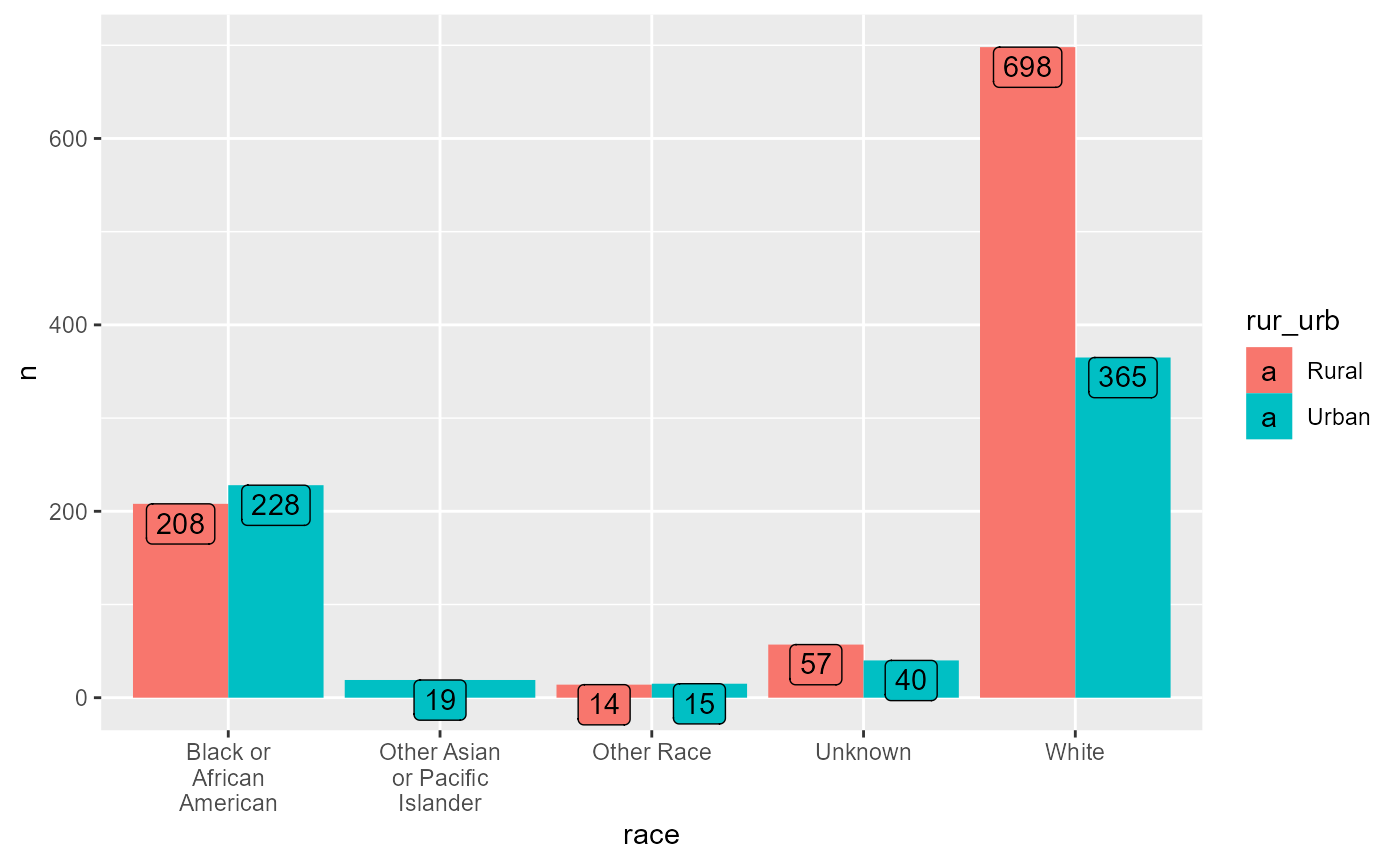 698
600
rur_urb
400
a Rural
365
n
a Urban
228
200
208
57
40
19
14
15
0
Black or
African
American
Other Asian
or Pacific
Islander
Other Race
Unknown
White
race